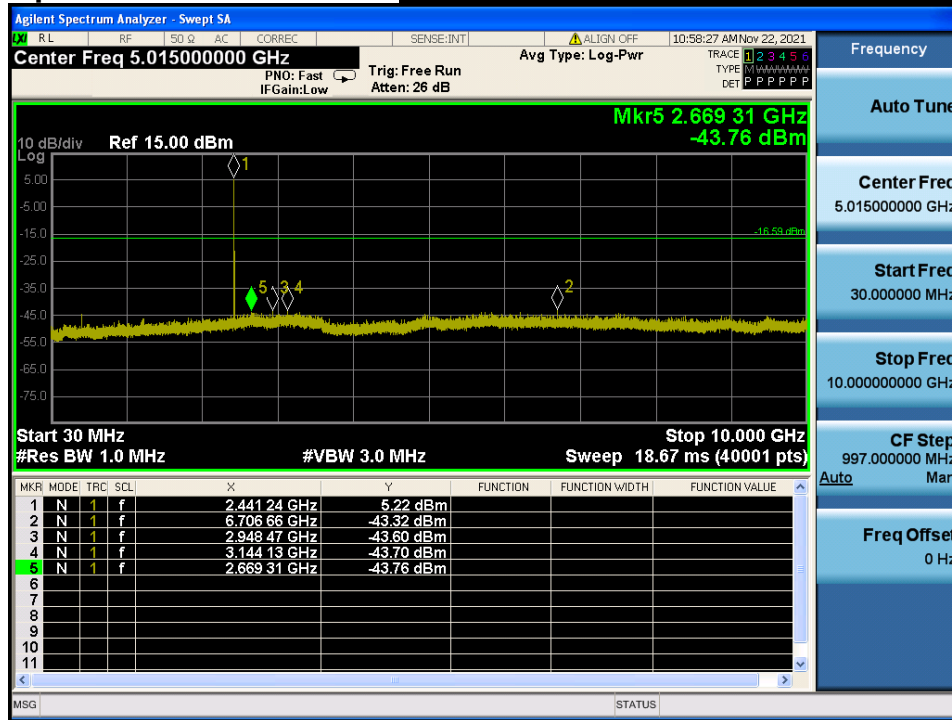 Agilent Spectrum Analyzer - Swept SA
LXI RL RF 50 Ω AC CORREC SENSE:INT ALIGN OFF 10:58:27 AM Nov 22, 2021
Center Freq 5.015000000 GHz
PNO: Fast
IFGain:Low
Trig: Free Run
Atten: 26 dB
Avg Type: Log-Pwr
TRACE 1 2 3 4 5 6
TYPE M W W W W W
DET P P P P P P
Mkr5 2.669 31 GHz
-43.76 dBm
10 dB/div Ref 15.00 dBm
Log
5.00
-5.00
-15.0
-25.0
-35.0
-45.0
-55.0
-65.0
-75.0
1
-16.59 dBm
5 3 4 2
Start 30 MHz Stop 10.000 GHz
#Res BW 1.0 MHz #VBW 3.0 MHz Sweep 18.67 ms (40001 pts)
MKR MODE TRC SCL X Y FUNCTION FUNCTION WIDTH FUNCTION VALUE
1 N 1 f 2.441 24 GHz 5.22 dBm
2 N 1 f 6.706 66 GHz -43.32 dBm
3 N 1 f 2.948 47 GHz -43.60 dBm
4 N 1 f 3.144 13 GHz -43.70 dBm
5 N 1 f 2.669 31 GHz -43.76 dBm
6
7
8
9
10
11
MSG STATUS
Frequency
Auto Tune
Center Freq
5.015000000 GHz
Start Freq
30.000000 MHz
Stop Freq
10.000000000 GHz
CF Step
997.000000 MHz
Auto Man
Freq Offset
0 Hz